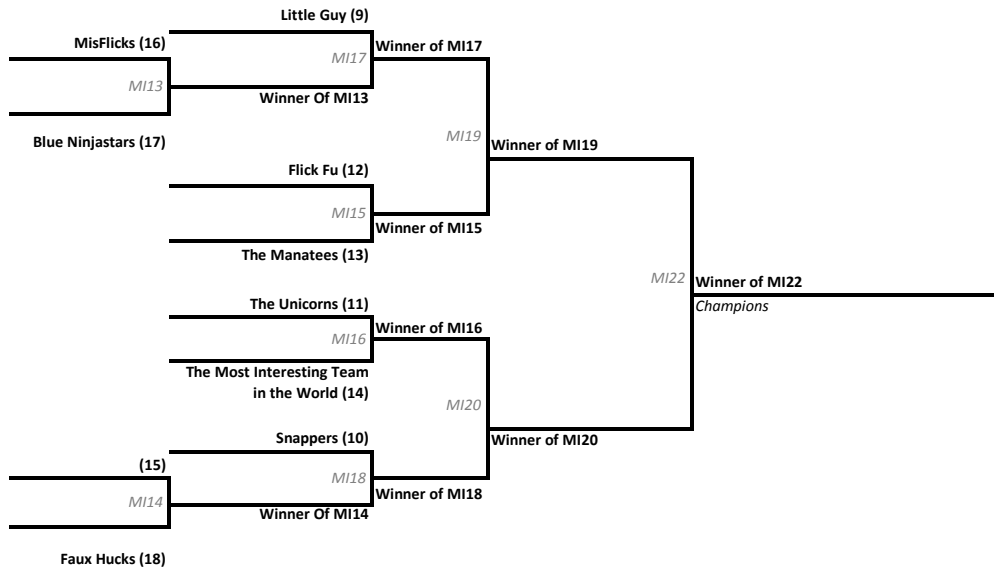 Little Guy (9)
MisFlicks (16)
Winner of MI17
MI17
MI13
Winner Of MI13
Blue Ninjastars (17)
MI19
Winner of MI19
Flick Fu (12)
MI15
Winner of MI15
The Manatees (13)
MI22
Winner of MI22
Champions
The Unicorns (11)
Winner of MI16
MI16
The Most Interesting Team
in the World (14)
MI20
Snappers (10)
Winner of MI20
(15)
MI18
Winner of MI18
MI14
Winner Of MI14
Faux Hucks (18)